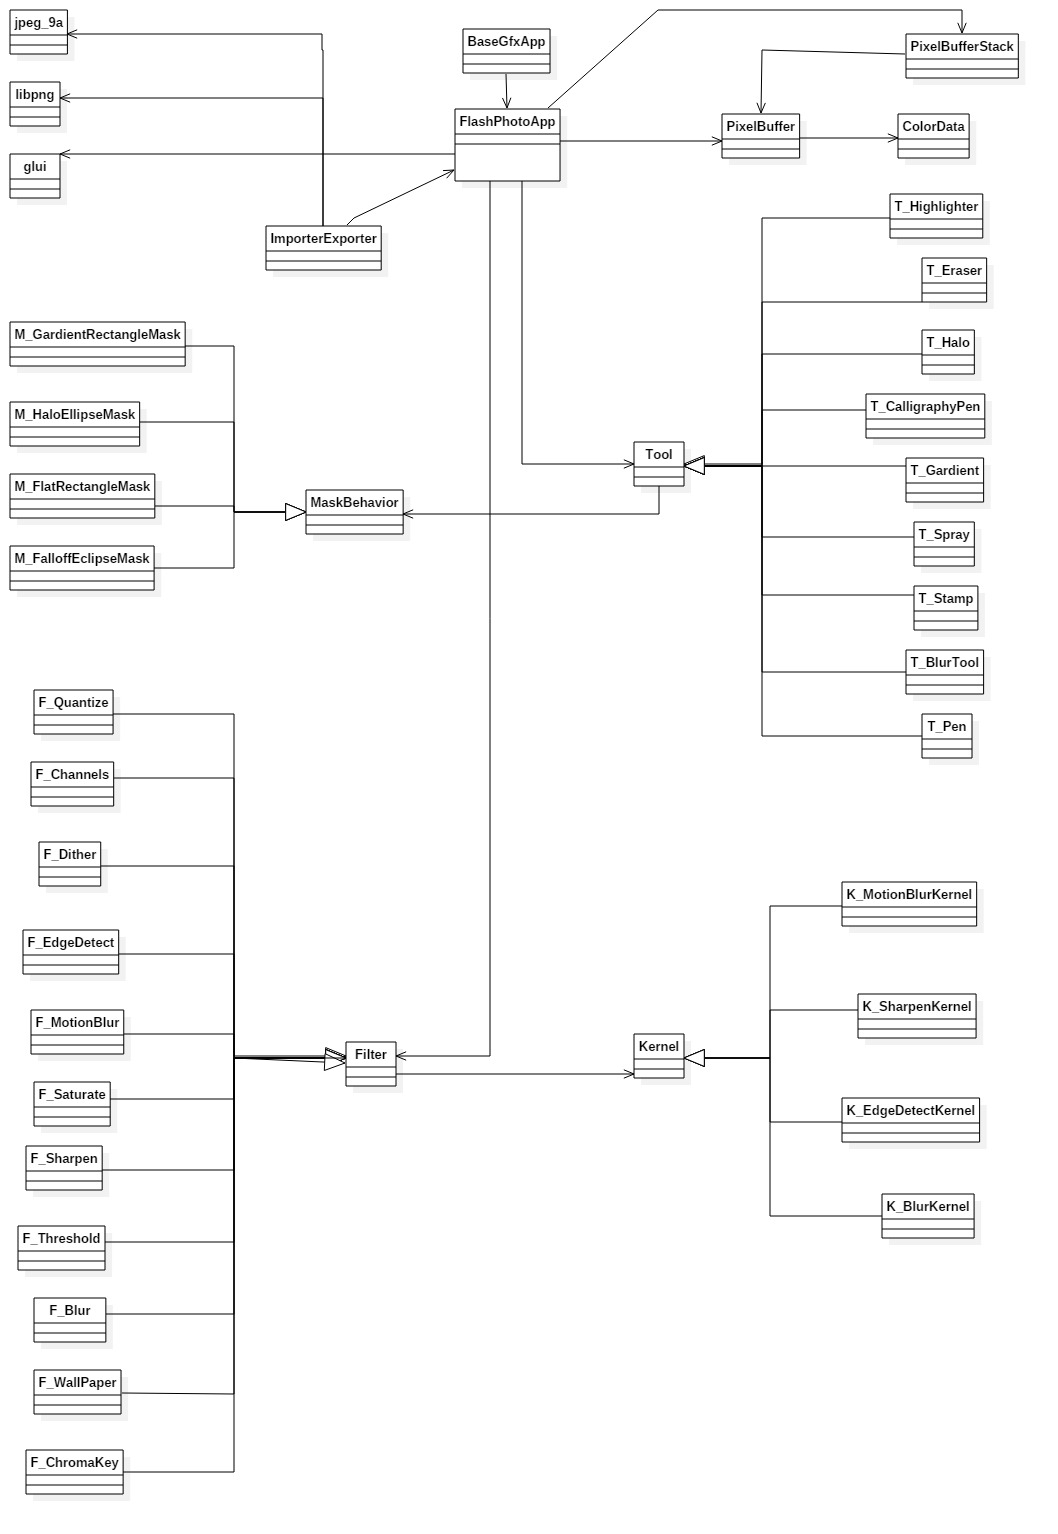 jpeg_9a
BaseGfxApp
PixelBufferStack
libpng
FlashPhotoApp
PixelBuffer
ColorData
glui
T_Highlighter
ImporterExporter
T_Eraser
M_GardientRectangleMask
T_Halo
M_HaloEllipseMask
T_CalligraphyPen
Tool
T_Gardient
M_FlatRectangleMask
MaskBehavior
T_Spray
M_FalloffEclipseMask
T_Stamp
T_BlurTool
F_Quantize
T_Pen
F_Channels
F_Dither
K_MotionBlurKernel
F_EdgeDetect
K_SharpenKernel
F_MotionBlur
Filter
Kernel
F_Saturate
K_EdgeDetectKernel
F_Sharpen
K_BlurKernel
F_Threshold
F_Blur
F_WallPaper
F_ChromaKey